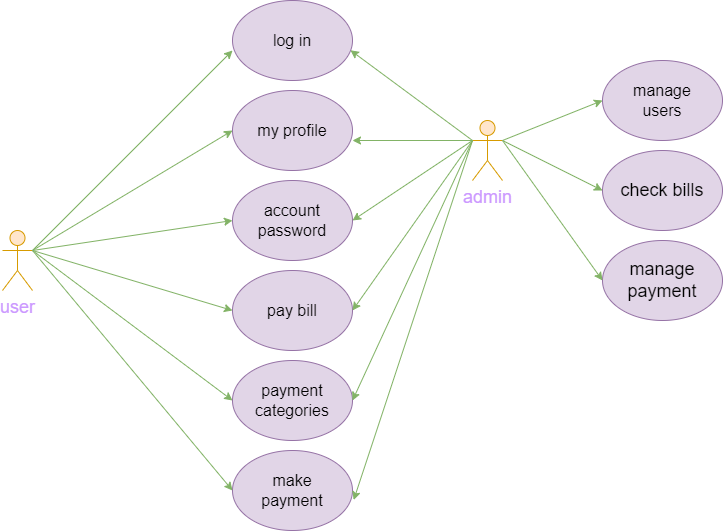 log in
my profile
account
password
pay bill
payment
categories
make
payment
user
admin
manage
users
check bills
manage
payment